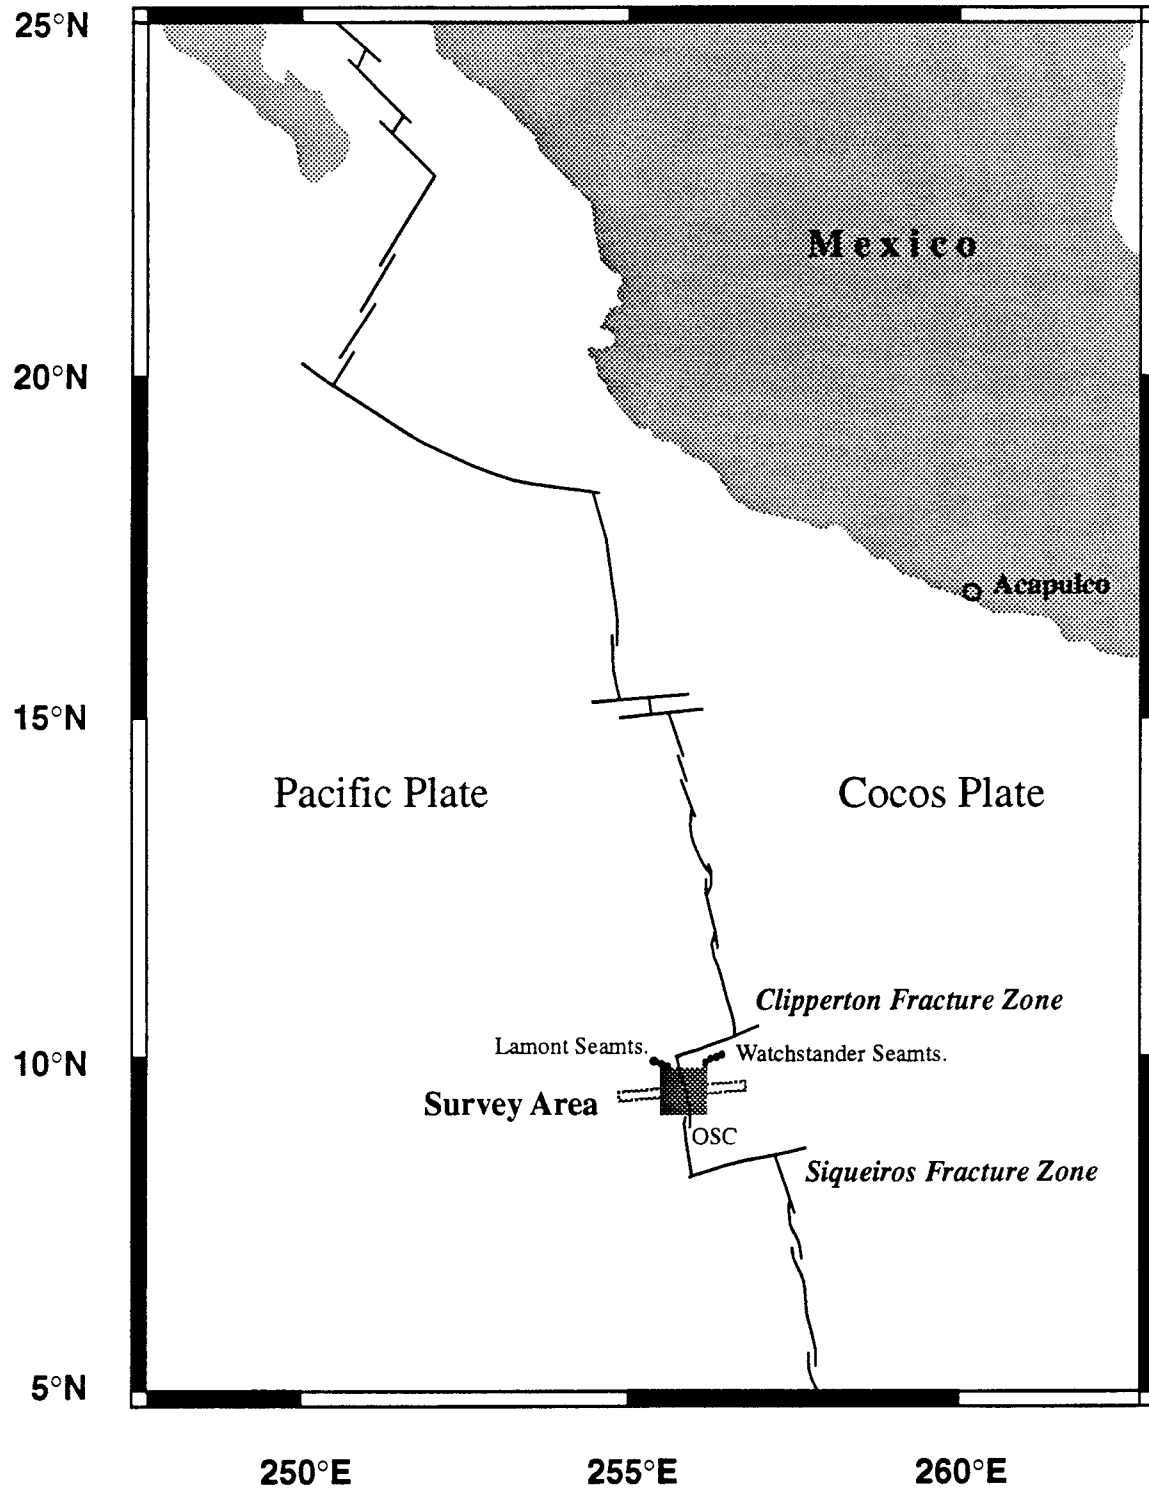 25°N
Mexico
20°N
Acapulco
15°N
Pacific Plate
Cocos Plate
Clipperton Fracture Zone
Lamont Seamts.
Watchstander Seamts.
10°N
Survey Area
OSC
Siqueiros Fracture Zone
5°N
250°E
255°E
260°E